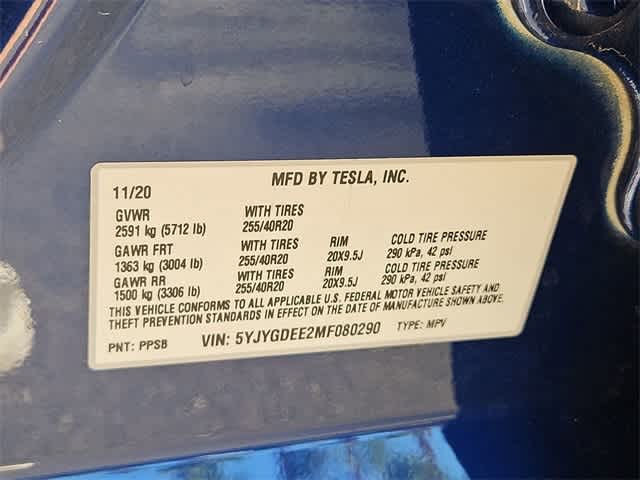 MFD BY TESLA, INC.
11/20
GVWR WITH TIRES
2591 kg (5712 lb) 255/40R20
GAWR FRT WITH TIRES RIM COLD TIRE PRESSURE
1363 kg (3004 lb) 255/40R20 20X9.5J 290 kPa, 42 psi
GAWR RR WITH TIRES RIM COLD TIRE PRESSURE
1500 kg (3306 lb) 255/40R20 20X9.5J 290 kPa, 42 psi
THIS VEHICLE CONFORMS TO ALL APPLICABLE U.S. FEDERAL MOTOR VEHICLE SAFETY AND
THEFT PREVENTION STANDARDS IN EFFECT ON THE DATE OF MANUFACTURE SHOWN ABOVE.
PNT: PPSB VIN: 5YJYGDEE2MF080290 TYPE: MPV